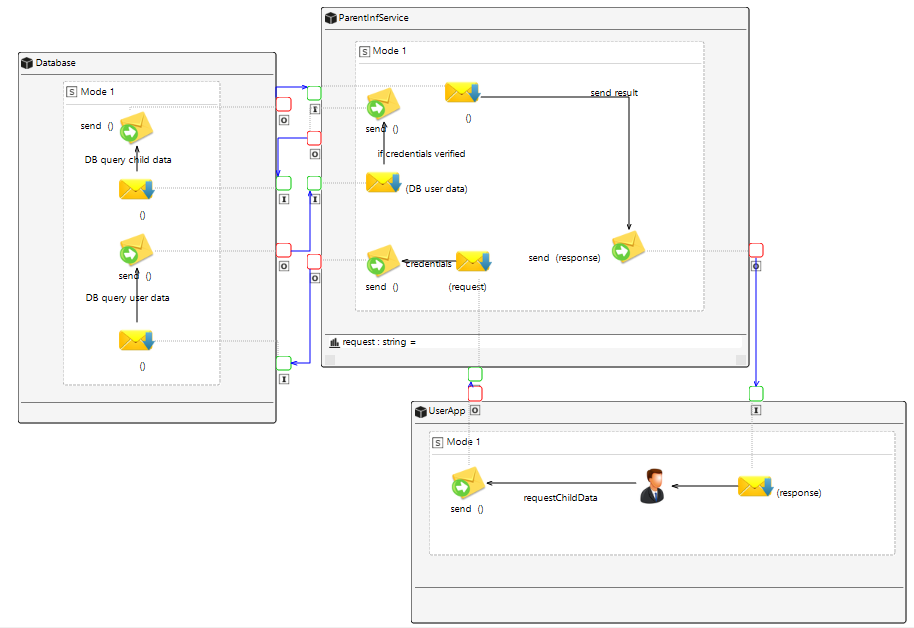 Database
S Mode 1
send ()
DB query child data
()
send ()
DB query user data
()
O
I
O
I
ParentInfService
S Mode 1
send ()
()
send result
if credentials verified
(DB user data)
send ()
credentials
(request)
send (response)
request : string =
I
O
I
O
O
UserApp
O
I
S Mode 1
send ()
requestChildData
(response)